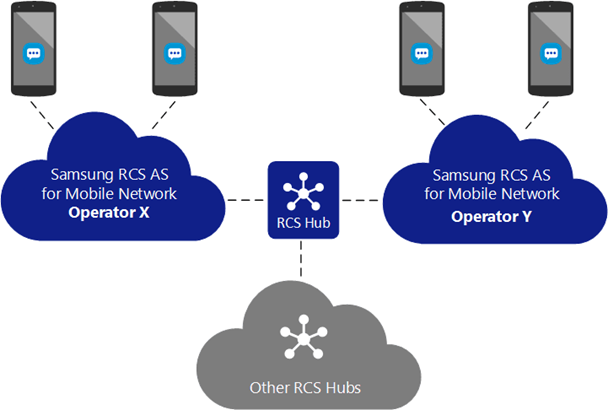 Samsung RCS AS
for Mobile Network
Operator X
Samsung RCS AS
for Mobile Network
Operator Y
RCS Hub
Other RCS Hubs